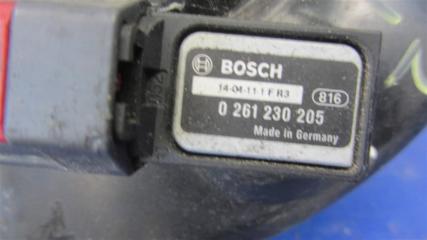 BOSCH
14-04-11-1 F R3
816
0 261 230 205
Made in Germany